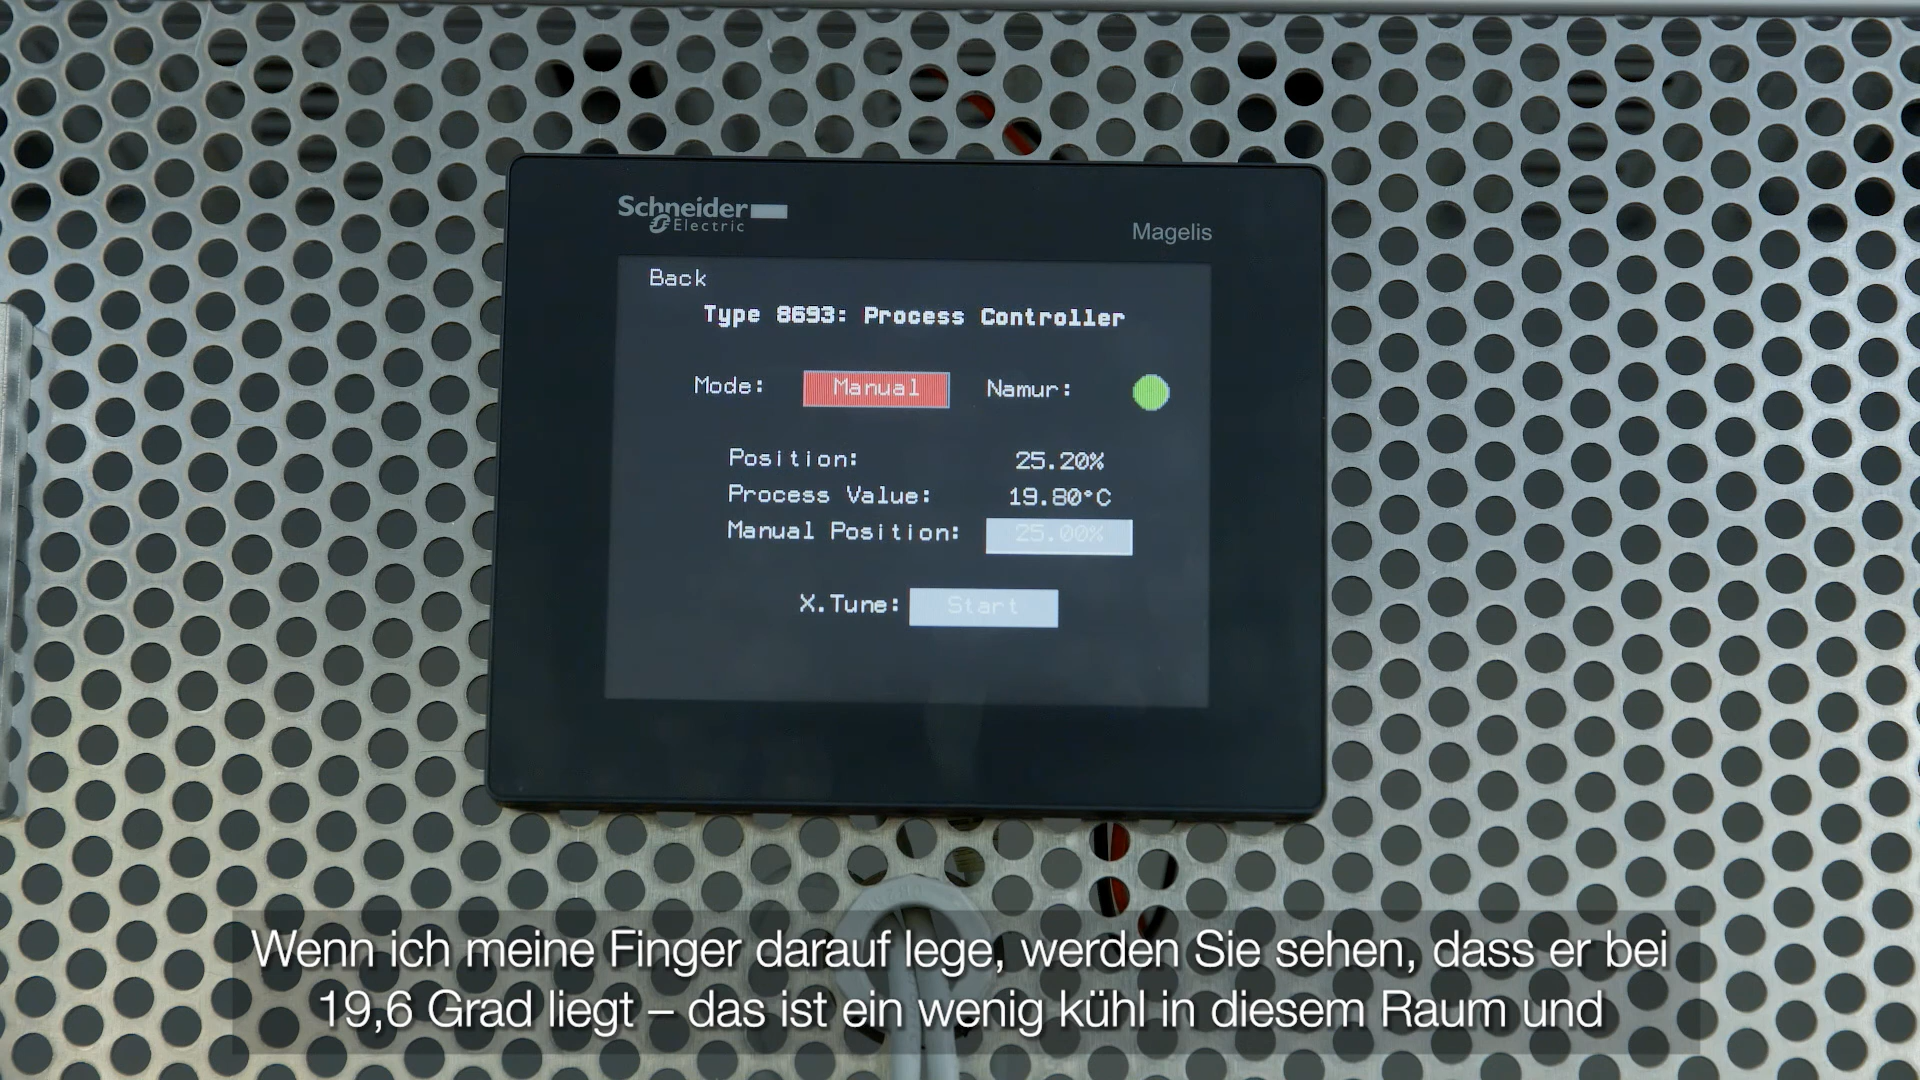 Schneider
Electric
Magelis
Back
Type 8693: Process Controller
Mode: Manual Namur:
Position: 25.20%
Process Value: 19.80°C
Manual Position: 25.00%
X.Tune: Start
Wenn ich meine Finger darauf lege, werden Sie sehen, dass er bei
19,6 Grad liegt – das ist ein wenig kühl in diesem Raum und